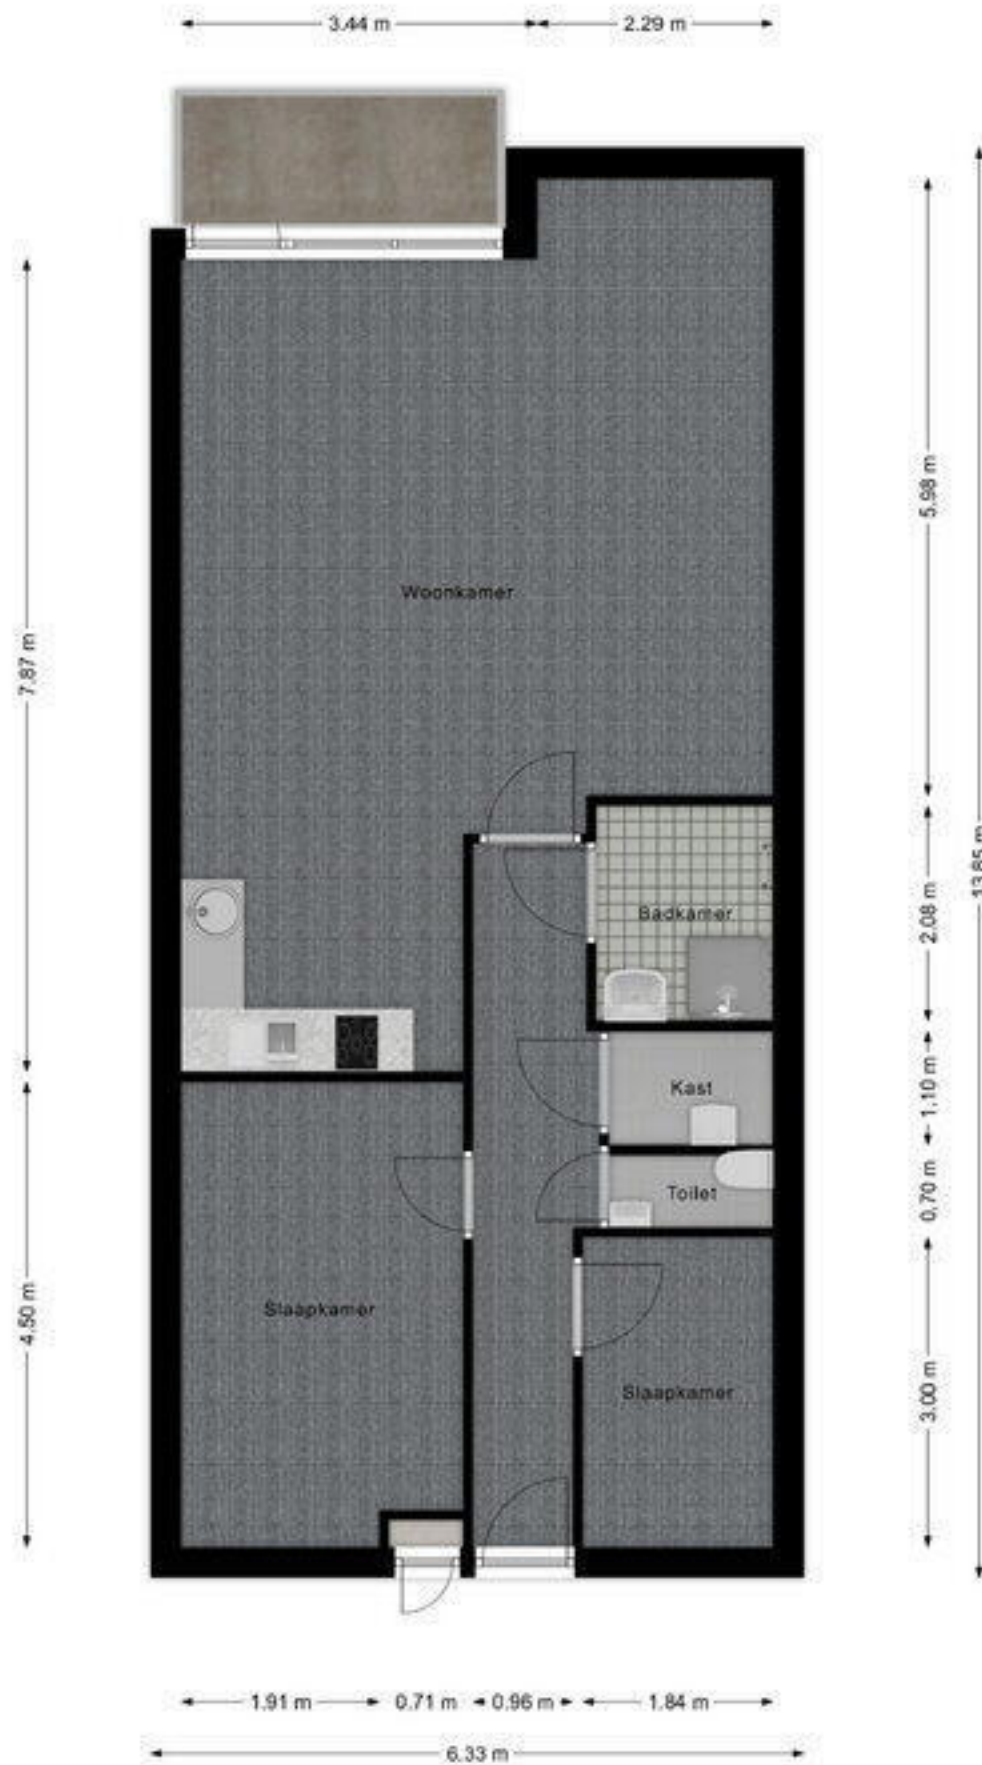 3.44 m
2.29 m
5.98 m
Woonkamer
7.87 m
13.85 m
Badkamer
2.08 m
Kast
1.10 m
Toilet
0.70 m
Slaapkamer
4.50 m
Slaapkamer
3.00 m
1.91 m
0.71 m
0.96 m
1.84 m
6.33 m